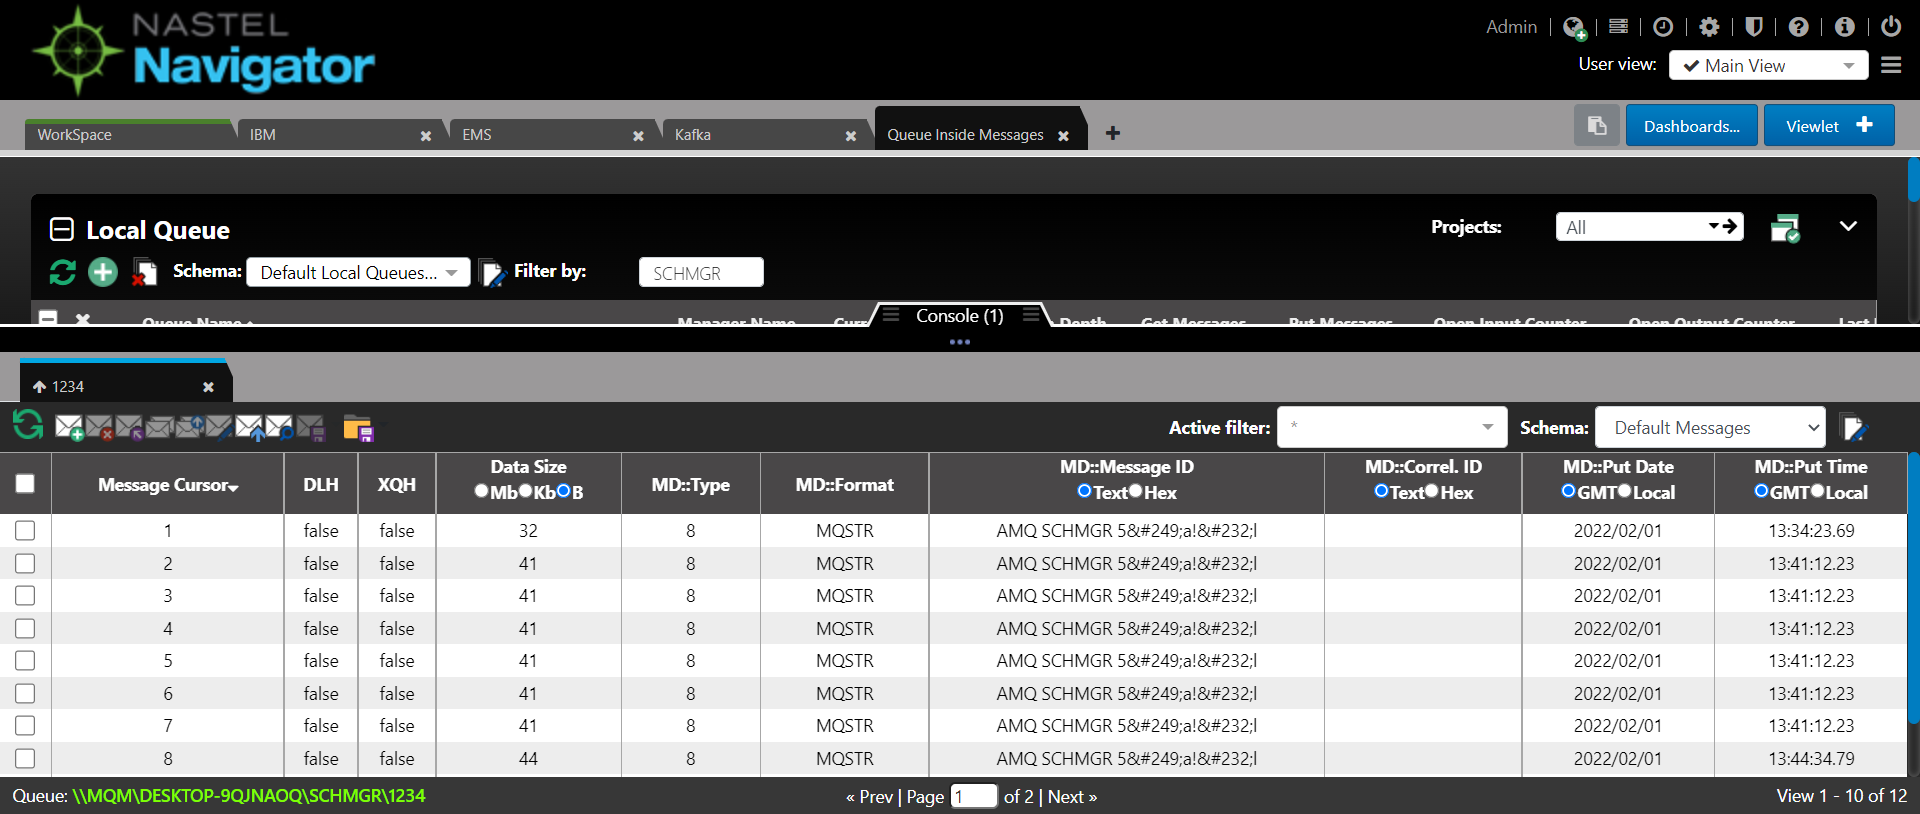 NASTEL
Navigator
Admin
User view: Main View
WorkSpace
IBM
EMS
Kafka
Queue Inside Messages
Dashboards...
Viewlet
Local Queue
Projects: All
Schema: Default Local Queues... Filter by: SCHMGR
Queue Name Manager Name Depth Get Messages Put Messages Open Input Counter Open Output Counter Last
Console (1)
1234
Active filter: * Schema: Default Messages
Message Cursor DLH XQH Data Size Mb Kb B MD::Type MD::Format MD::Message ID Text Hex MD::Correl. ID Text Hex MD::Put Date GMT Local MD::Put Time GMT Local
1 false false 32 8 MQSTR AMQ SCHMGR 5&#249;a!&#232;l 2022/02/01 13:34:23.69
2 false false 41 8 MQSTR AMQ SCHMGR 5&#249;a!&#232;l 2022/02/01 13:41:12.23
3 false false 41 8 MQSTR AMQ SCHMGR 5&#249;a!&#232;l 2022/02/01 13:41:12.23
4 false false 41 8 MQSTR AMQ SCHMGR 5&#249;a!&#232;l 2022/02/01 13:41:12.23
5 false false 41 8 MQSTR AMQ SCHMGR 5&#249;a!&#232;l 2022/02/01 13:41:12.23
6 false false 41 8 MQSTR AMQ SCHMGR 5&#249;a!&#232;l 2022/02/01 13:41:12.23
7 false false 41 8 MQSTR AMQ SCHMGR 5&#249;a!&#232;l 2022/02/01 13:41:12.23
8 false false 44 8 MQSTR AMQ SCHMGR 5&#249;a!&#232;l 2022/02/01 13:44:34.79
Queue: \\MQM\DESKTOP-9QJNAOQ\SCHMGR\1234 « Prev | Page 1 of 2 | Next » View 1 - 10 of 12